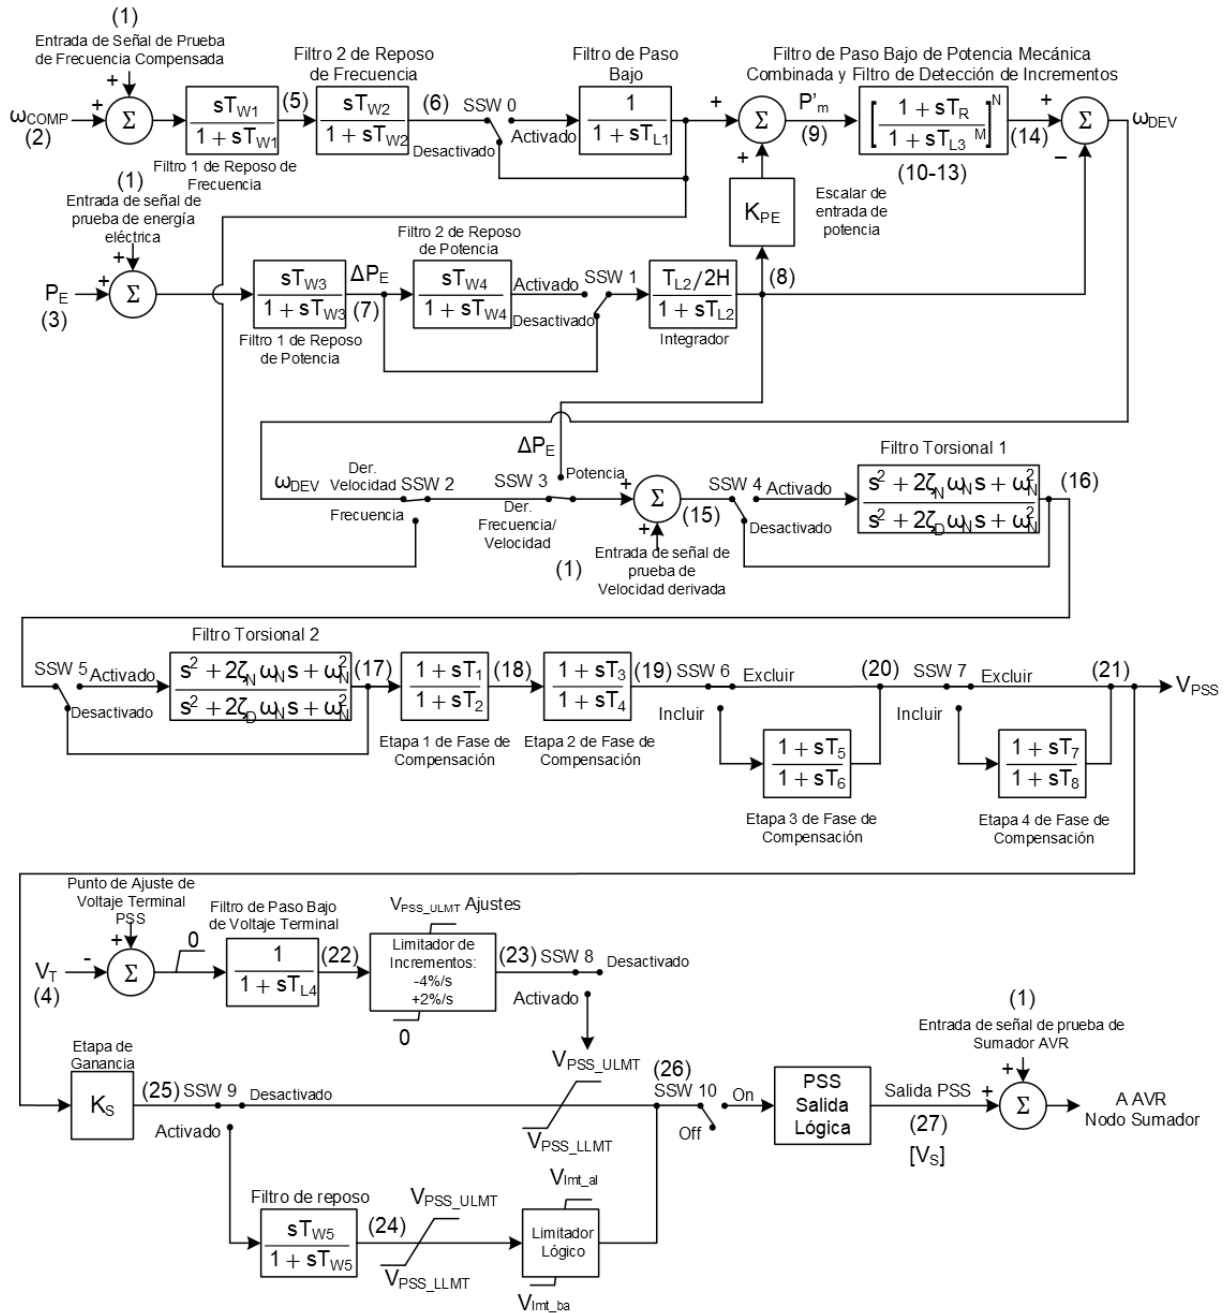 (1)
Entrada de Señal de Prueba
de Frecuencia Compensada
+
+
ωCOMP
(2)
Σ
sTW1
1 + sTW1
Filtro 1 de Reposo de
Frecuencia
(5)
Filtro 2 de Reposo
de Frecuencia
sTW2
1 + sTW2
(6)
SSW 0
Activado
Desactivado
Filtro de Paso
Bajo
1
1 + sTL1
+
Σ
+
P'm
(9)
Filtro de Paso Bajo de Potencia Mecánica
Combinada y Filtro de Detección de Incrementos
[ 1 + sTR ]N
1 + sTL3 M
(10-13)
(14)
+
Σ
-
ωDEV
(1)
Entrada de señal de
prueba de energía
eléctrica
+
+
PE
(3)
Σ
sTW3
1 + sTW3
Filtro 1 de Reposo
de Potencia
ΔPE
(7)
Filtro 2 de Reposo
de Potencia
sTW4
1 + sTW4
Activado
Desactivado
SSW 1
TL2/2H
1 + sTL2
Integrador
(8)
KPE
Escalar de
entrada de
potencia
ΔPE
ωDEV
Der.
Velocidad
SSW 2
Frecuencia
SSW 3
Potencia
Der.
Frecuencia/
Velocidad
+
Σ
+
(15)
(1)
Entrada de señal de
prueba de
Velocidad derivada
SSW 4
Activado
Desactivado
Filtro Torsional 1
s2 + 2ζN ωN s + ωN2
s2 + 2ζD ωN s + ωN2
(16)
SSW 5
Activado
Desactivado
Filtro Torsional 2
s2 + 2ζN ωN s + ωN2
s2 + 2ζD ωN s + ωN2
(17)
1 + sT1
1 + sT2
Etapa 1 de Fase de
Compensación
(18)
1 + sT3
1 + sT4
Etapa 2 de Fase de
Compensación
(19)
SSW 6
Excluir
Incluir
1 + sT5
1 + sT6
Etapa 3 de Fase de
Compensación
(20)
SSW 7
Excluir
Incluir
1 + sT7
1 + sT8
Etapa 4 de Fase de
Compensación
(21)
VPSS
Punto de Ajuste de
Voltaje Terminal
PSS
+
-
VT
(4)
Σ
0
Filtro de Paso Bajo
de Voltaje Terminal
1
1 + sTL4
(22)
VPSS_ULMT Ajustes
Limitador de
Incrementos:
-4%/s
+2%/s
0
(23)
SSW 8
Desactivado
Activado
VPSS_ULMT
VPSS_LLMT
Etapa de
Ganancia
KS
(25)
SSW 9
Desactivado
Activado
Filtro de reposo
sTW5
1 + sTW5
(24)
VPSS_ULMT
VPSS_LLMT
Vlmt_al
Limitador
Lógico
Vlmt_ba
(26)
SSW 10
On
Off
PSS
Salida
Lógica
Salida PSS
(27)
[VS]
(1)
Entrada de señal de prueba de
Sumador AVR
+
+
Σ
A AVR
Nodo Sumador